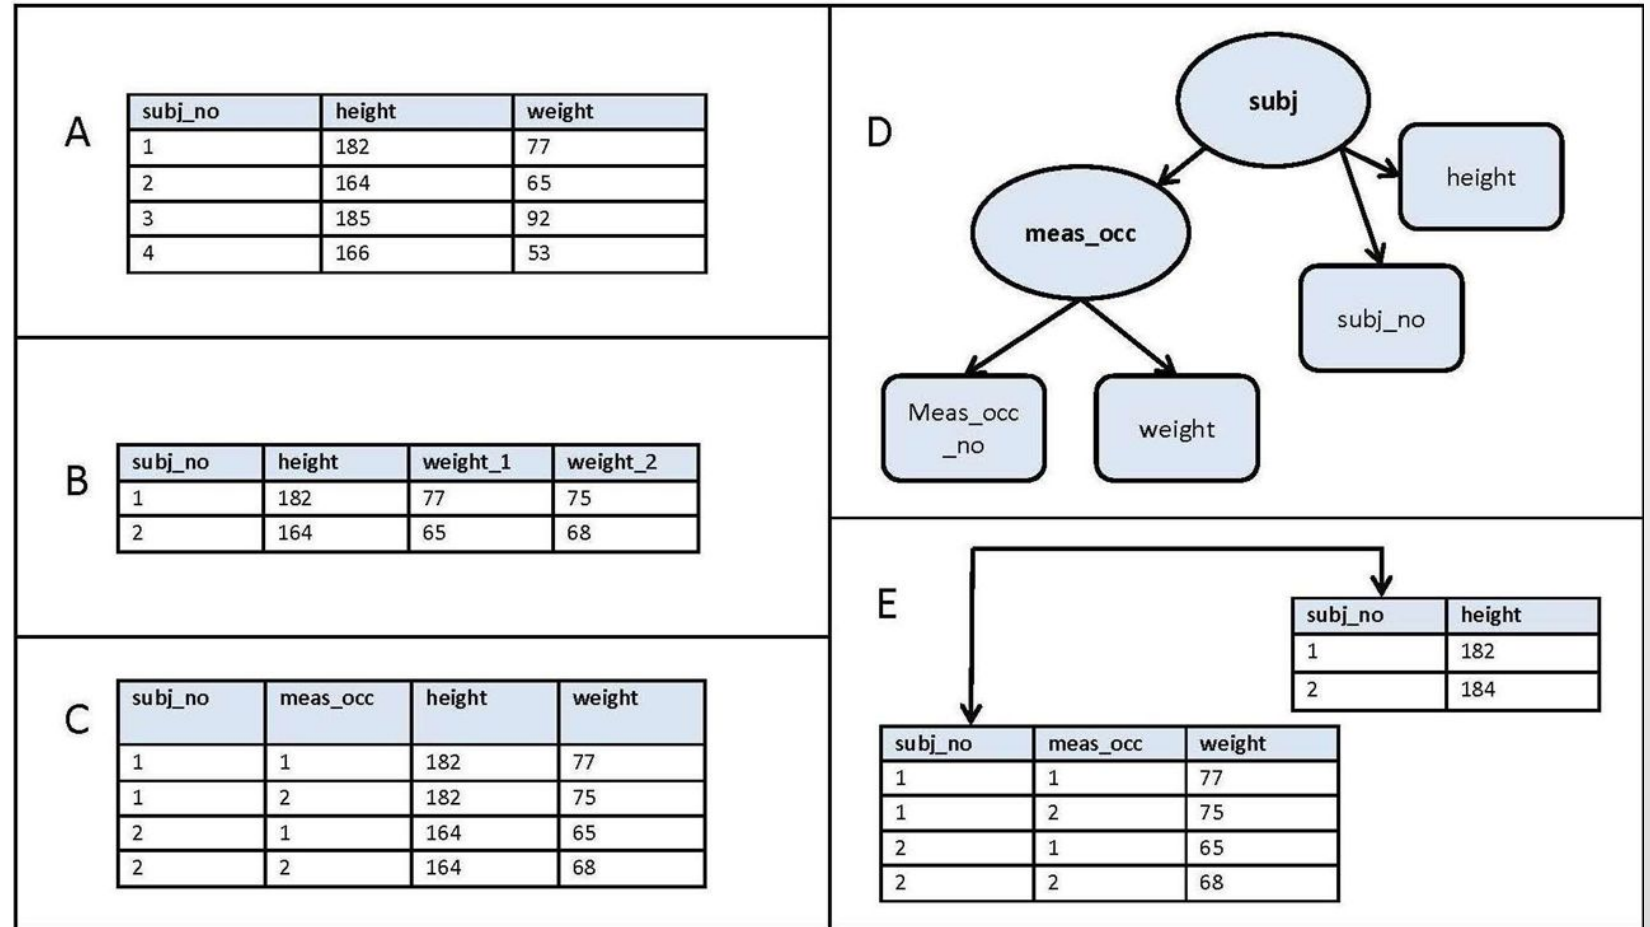 A
subj_no height weight
1 182 77
2 164 65
3 185 92
4 166 53
B
subj_no height weight_1 weight_2
1 182 77 75
2 164 65 68
C
subj_no meas_occ height weight
1 1 182 77
1 2 182 75
2 1 164 65
2 2 164 68
D
subj
height
meas_occ
subj_no
Meas_occ
_no
weight
E
subj_no height
1 182
2 184
subj_no meas_occ weight
1 1 77
1 2 75
2 1 65
2 2 68